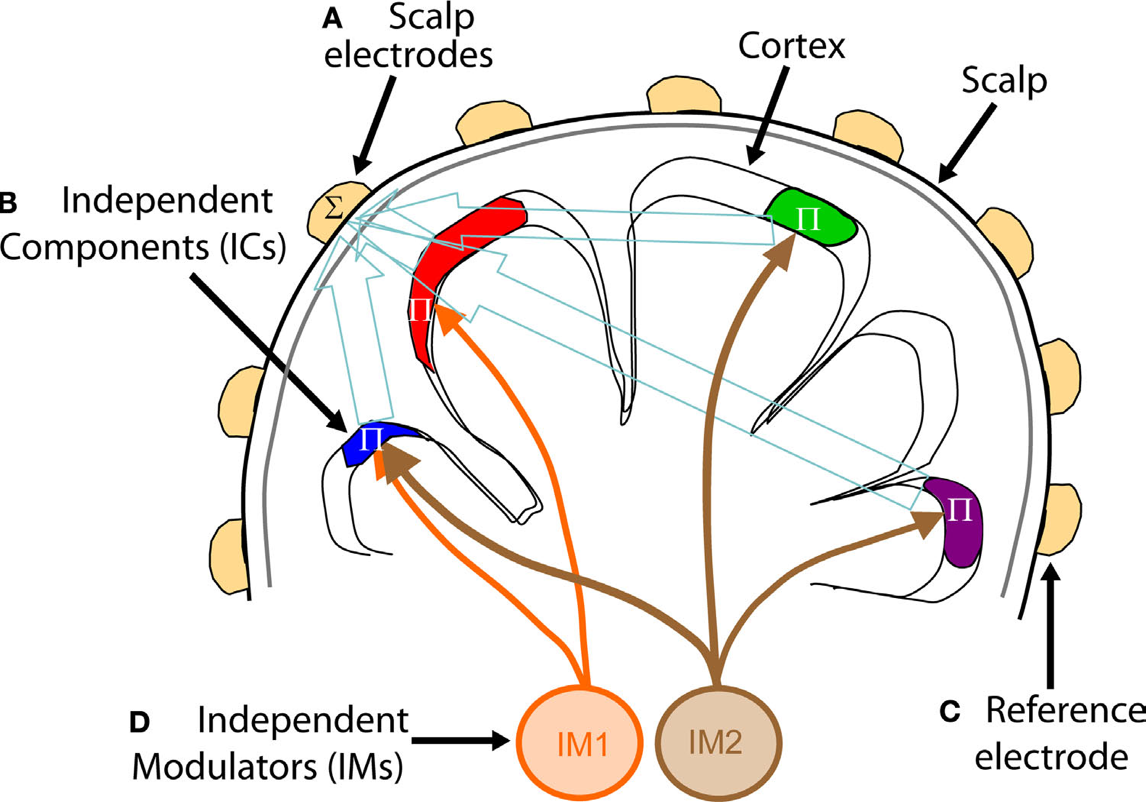 A Scalp
electrodes
Cortex
Scalp
B Independent
Components (ICs)
Σ
Π
Π
Π
Π
D Independent
Modulators (IMs)
IM1
IM2
C Reference
electrode